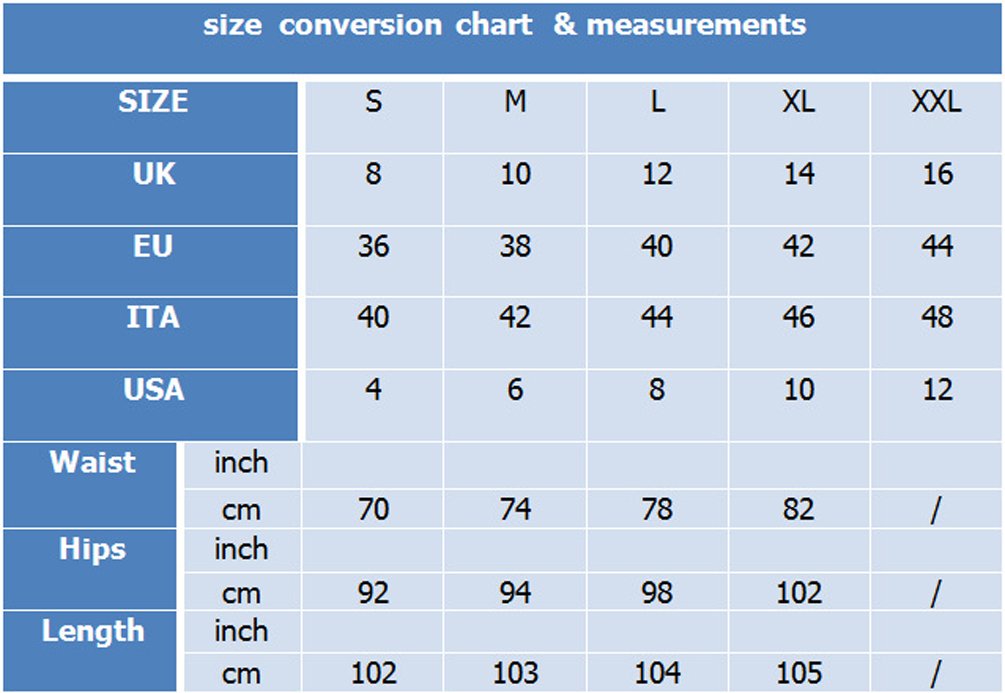 size conversion chart & measurements
SIZE S M L XL XXL
UK 8 10 12 14 16
EU 36 38 40 42 44
ITA 40 42 44 46 48
USA 4 6 8 10 12
Waist inch
cm 70 74 78 82 /
Hips inch
cm 92 94 98 102 /
Length inch
cm 102 103 104 105 /